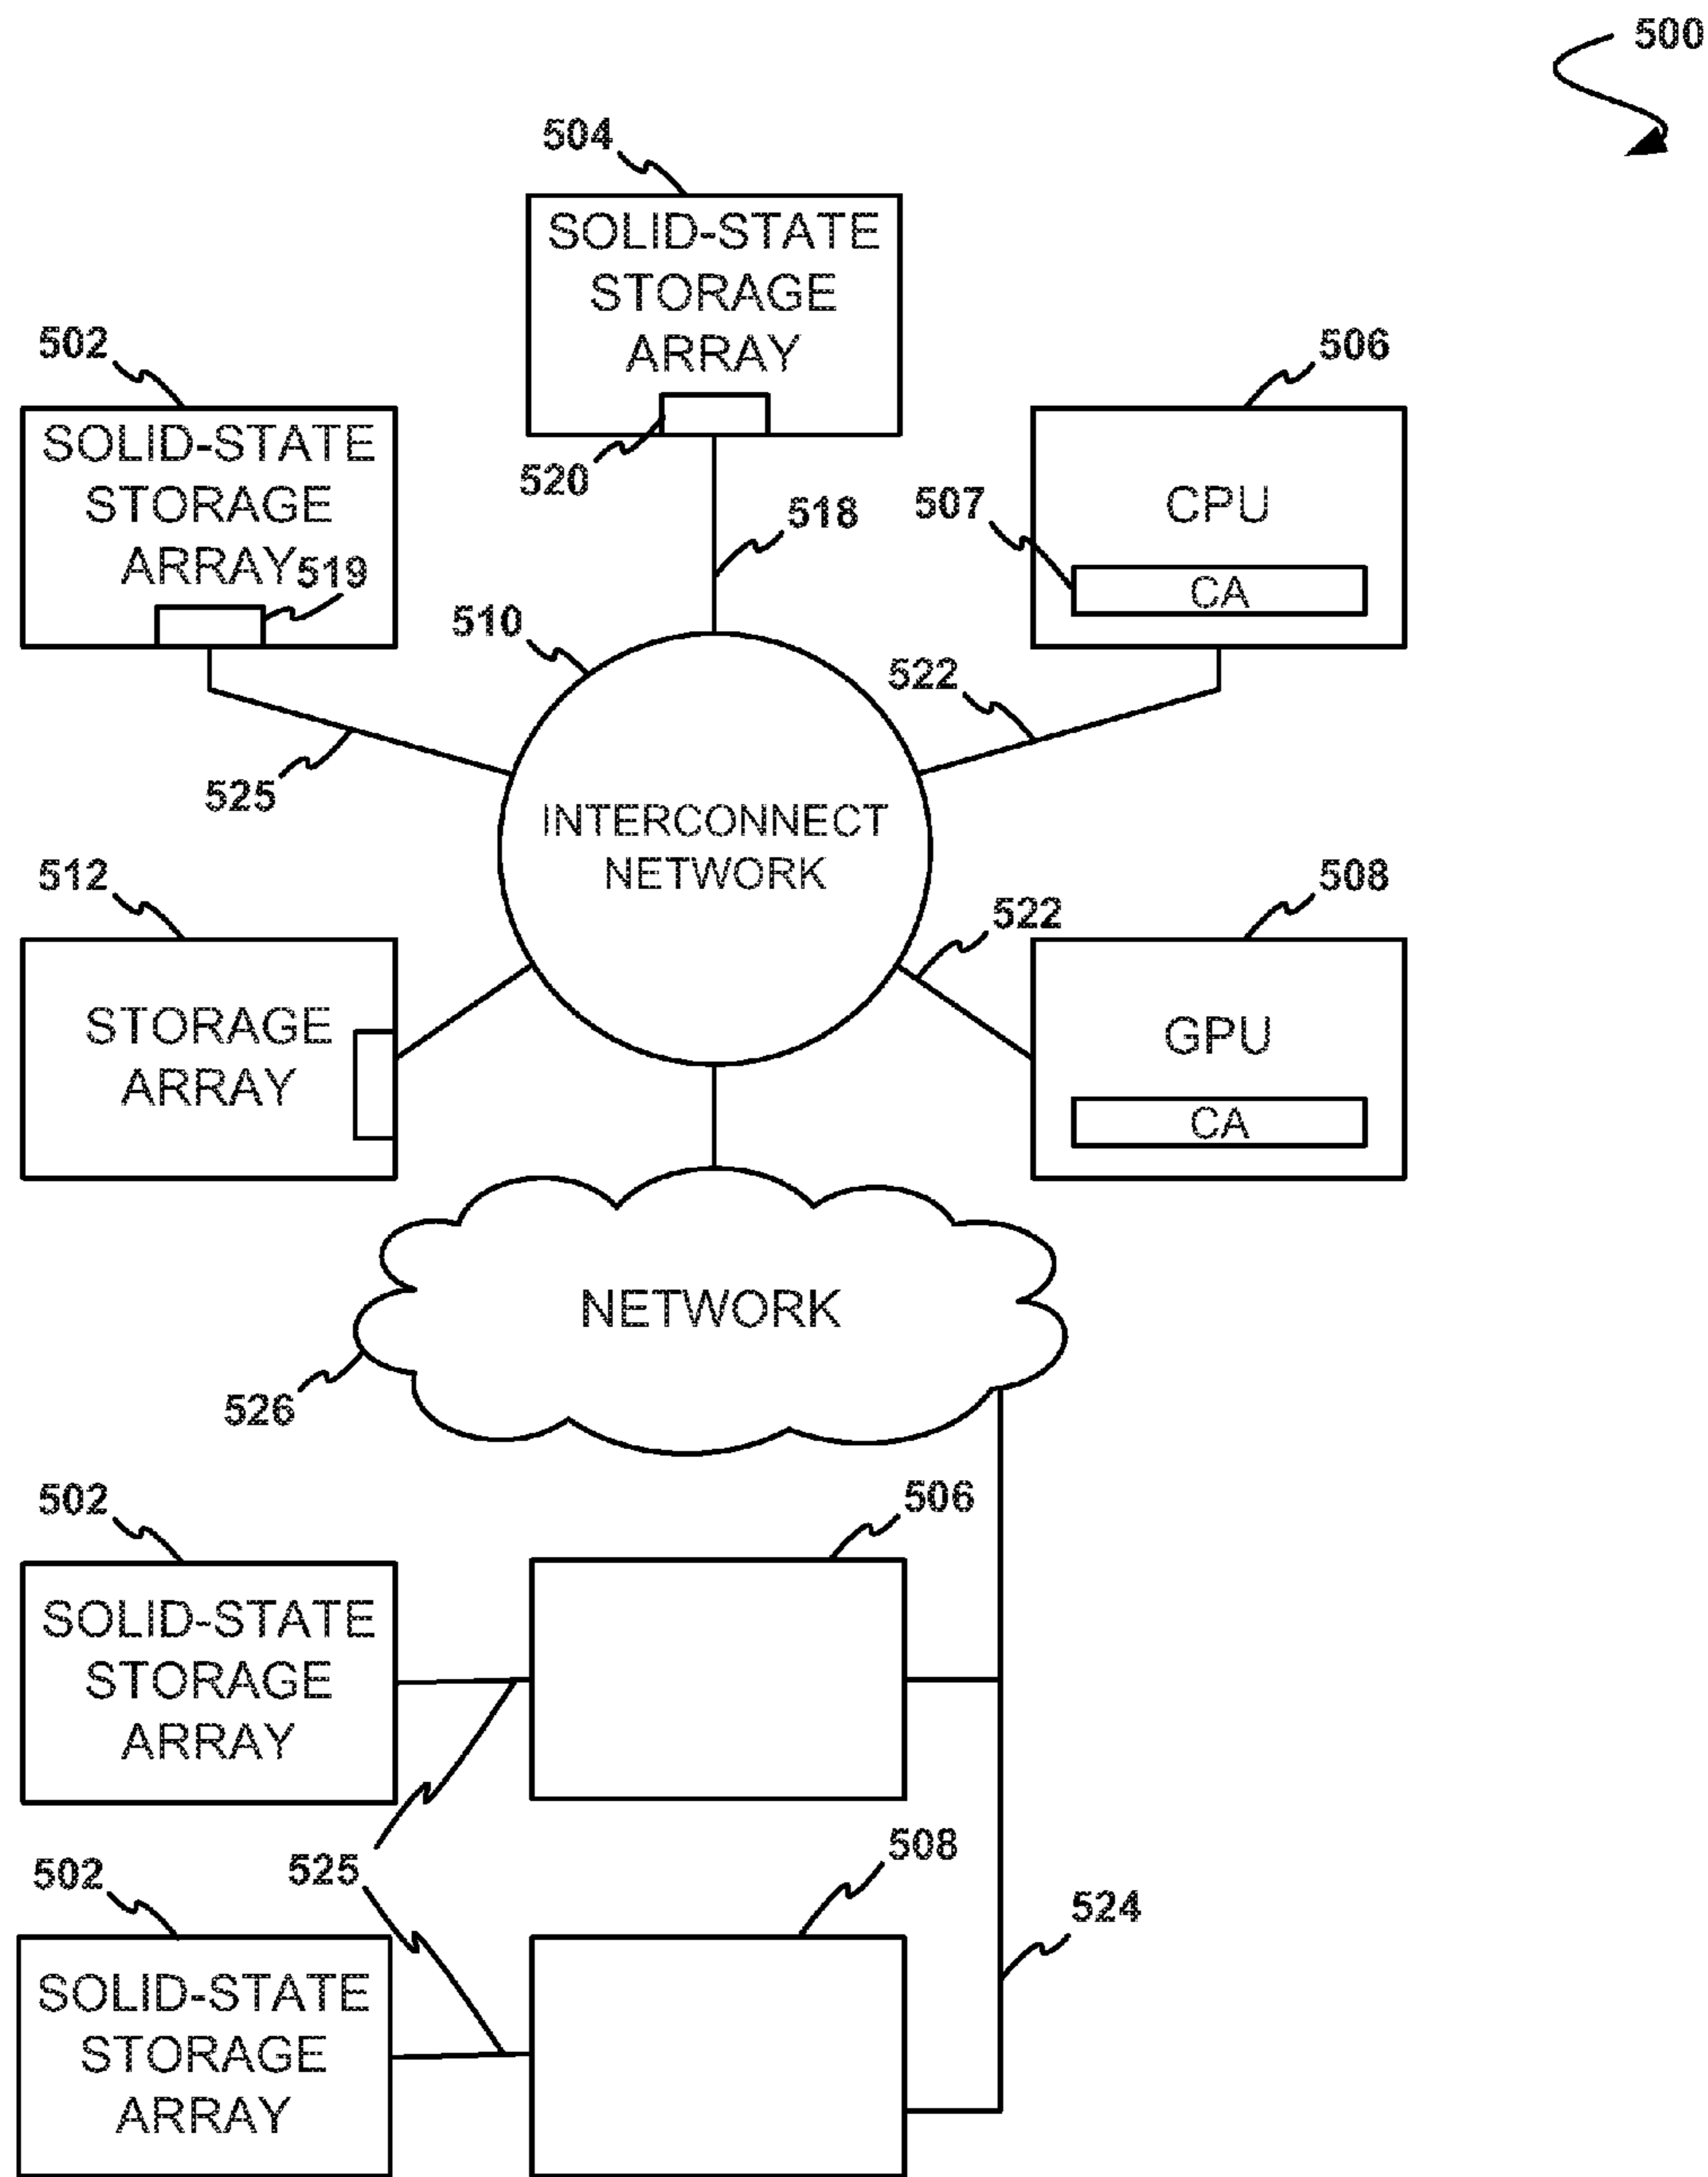 500
504
SOLID-STATE
STORAGE
ARRAY
520
518
502
SOLID-STATE
STORAGE
ARRAY
519
506
CPU
507
CA
510
522
525
INTERCONNECT
NETWORK
512
STORAGE
ARRAY
522
508
GPU
CA
NETWORK
526
502
SOLID-STATE
STORAGE
ARRAY
506
525
508
502
SOLID-STATE
STORAGE
ARRAY
524